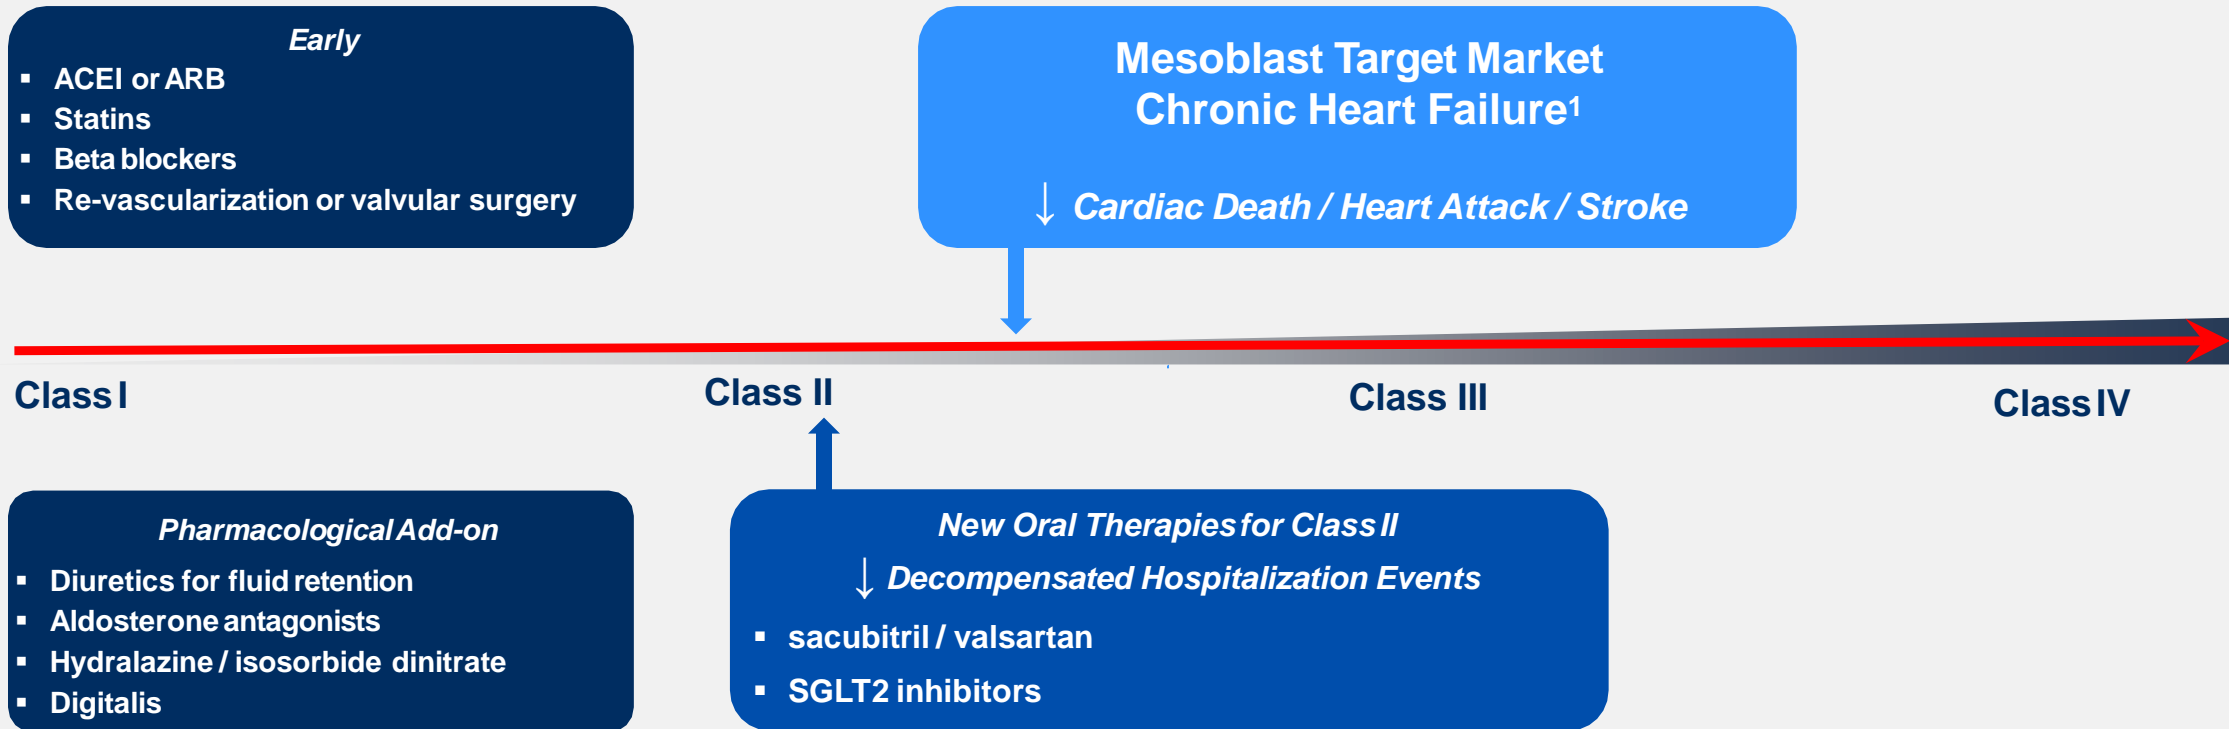 Early
▪ ACEI or ARB
▪ Statins
▪ Beta blockers
▪ Re-vascularization or valvular surgery
Mesoblast Target Market
Chronic Heart Failure¹
↓ Cardiac Death / Heart Attack / Stroke
Class I
Class II
Class III
Class IV
Pharmacological Add-on
▪ Diuretics for fluid retention
▪ Aldosterone antagonists
▪ Hydralazine / isosorbide dinitrate
▪ Digitalis
New Oral Therapies for Class II
↓ Decompensated Hospitalization Events
▪ sacubitril / valsartan
▪ SGLT2 inhibitors